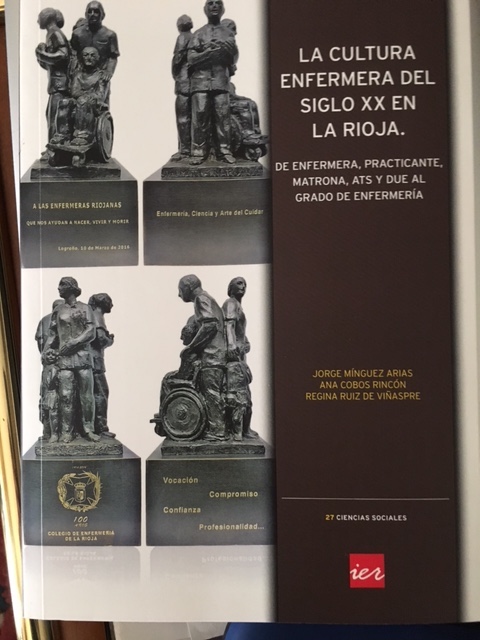 LA CULTURA
ENFERMERA DEL
SIGLO XX EN
LA RIOJA.
DE ENFERMERA, PRACTICANTE,
MATRONA, ATS Y DUE AL
GRADO DE ENFERMERÍA
A LAS ENFERMERAS RIOJANAS
QUE NOS AYUDAN A NACER, VIVIR Y MORIR
Logroño, 10 de Marzo de 2014
Enfermería, Ciencia y Arte del Cuidar
JORGE MÍNGUEZ ARIAS
ANA COBOS RINCÓN
REGINA RUIZ DE VIÑASPRE
100
COLEGIO DE ENFERMERÍA
DE LA RIOJA
Vocación
Compromiso
Confianza
Profesionalidad...
27 CIENCIAS SOCIALES
ier